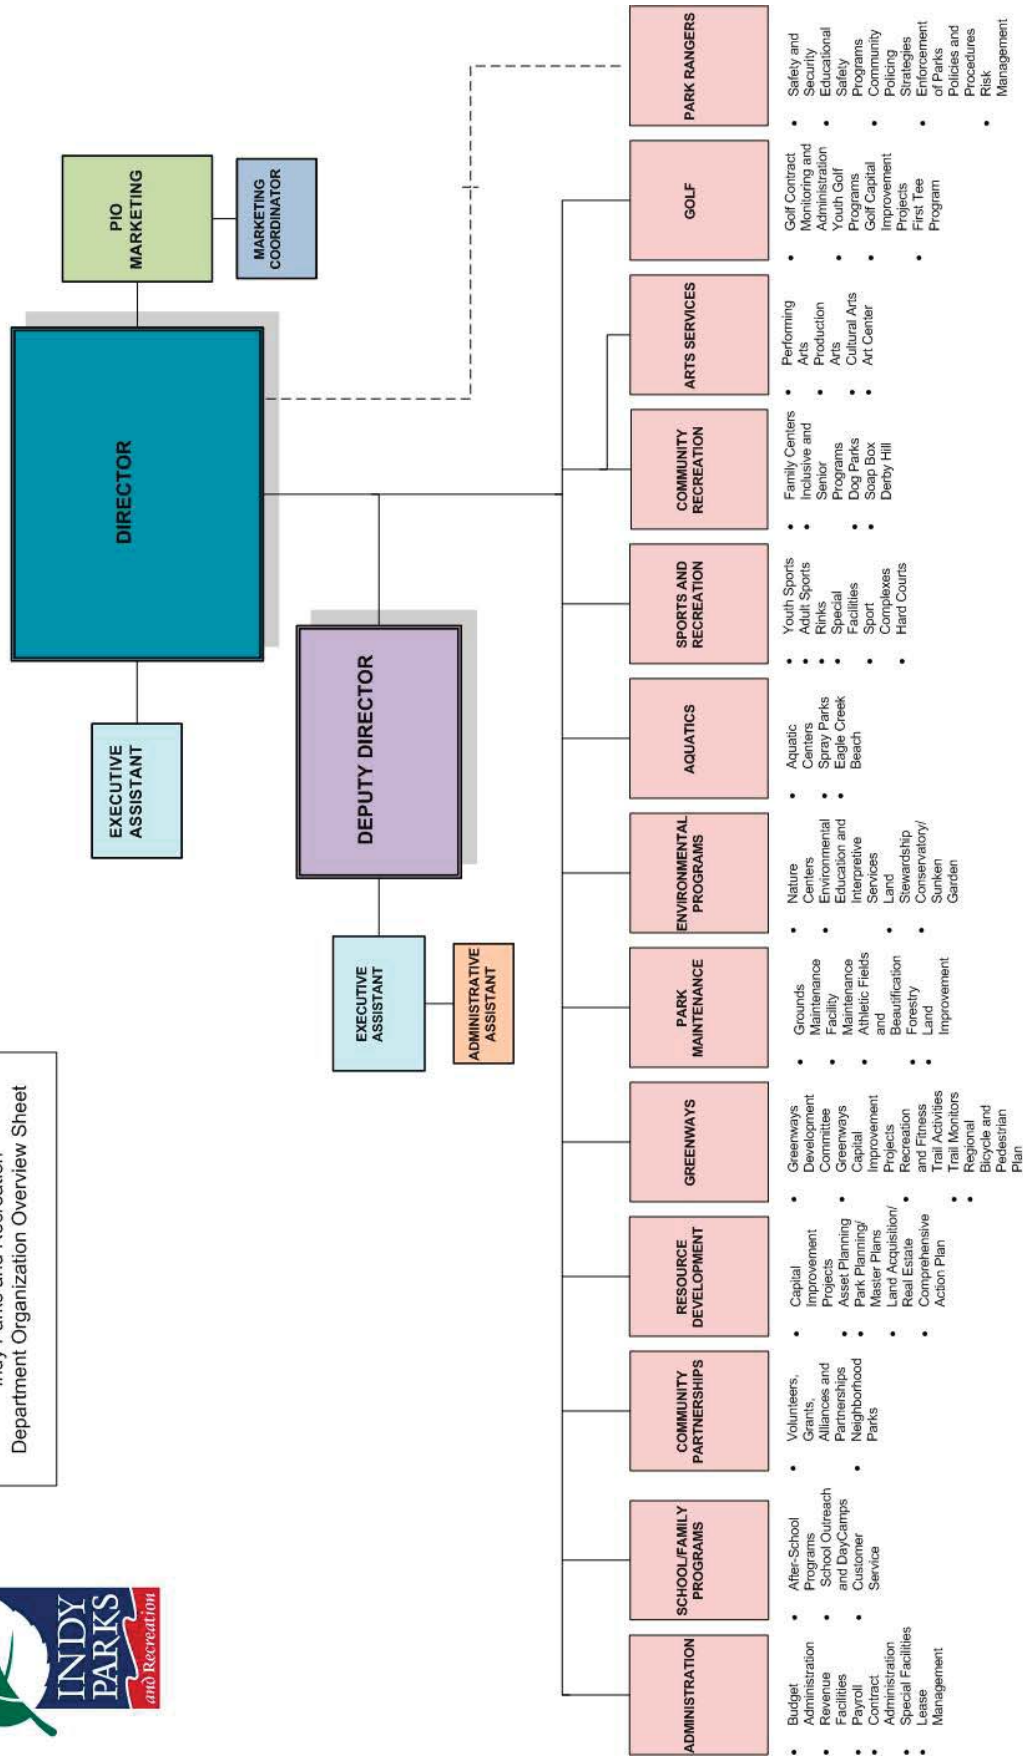 INDY
PARKS
and Recreation
Department Organization Overview Sheet
DIRECTOR
EXECUTIVE
ASSISTANT
PIO
MARKETING
MARKETING
COORDINATOR
DEPUTY DIRECTOR
EXECUTIVE
ASSISTANT
ADMINISTRATIVE
ASSISTANT
ADMINISTRATION
• Budget
Administration
• Revenue
Facilities
• Payroll
• Contract
Administration
• Special Facilities
• Lease
Management
SCHOOL/FAMILY
PROGRAMS
• After-School
Programs
• School Outreach
and DayCamps
• Customer
Service
COMMUNITY
PARTNERSHIPS
• Volunteers,
Grants,
Alliances and
Partnerships
• Neighborhood
Parks
RESOURCE
DEVELOPMENT
• Capital
Improvement
Projects
• Asset Planning
• Park Planning/
Master Plans
• Land Acquisition/
Real Estate
• Comprehensive
Action Plan
GREENWAYS
• Greenways
Development
Committee
• Greenways
Capital
Improvement
Projects
• Recreation
and Fitness
Trail Activities
• Trail Monitors
• Regional
Bicycle and
Pedestrian
Plan
PARK
MAINTENANCE
• Grounds
Maintenance
• Facility
Maintenance
• Athletic Fields
and
Beautification
• Forestry
• Land
Improvement
ENVIRONMENTAL
PROGRAMS
• Nature
Centers
• Environmental
Education and
Interpretive
Services
• Land
Stewardship
• Conservatory/
Sunken
Garden
AQUATICS
• Aquatic
Centers
• Spray Parks
• Eagle Creek
Beach
SPORTS AND
RECREATION
• Youth Sports
• Adult Sports
• Rinks
• Special
Facilities
• Sport
Complexes
• Hard Courts
COMMUNITY
RECREATION
• Family Centers
• Inclusive and
Senior
Programs
• Dog Parks
• Soap Box
Derby Hill
ARTS SERVICES
• Performing
Arts
• Production
Arts
• Cultural Arts
• Art Center
GOLF
• Golf Contract
Monitoring and
Administration
• Youth Golf
Programs
• Golf Capital
Improvement
Projects
• First Tee
Program
PARK RANGERS
• Safety and
Security
• Educational
Safety
Programs
• Community
Policing
Strategies
• Enforcement
of Parks
Policies and
Procedures
• Risk
Management